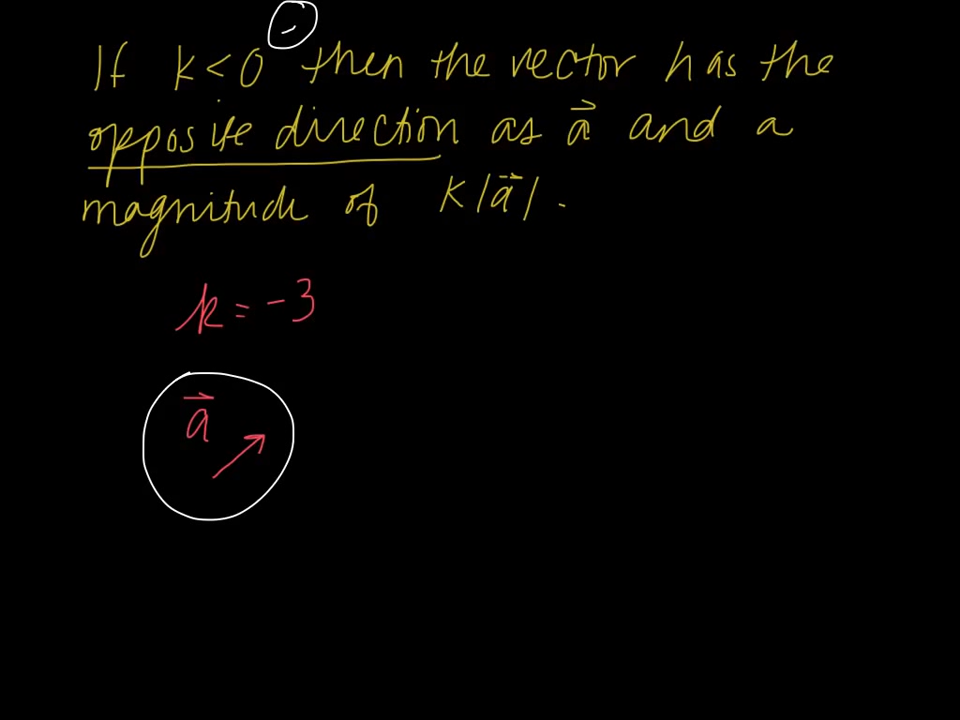 If k < 0 then the vector has the
opposite direction as a⃗ and a
magnitude of k|a⃗|.
k = -3
a⃗